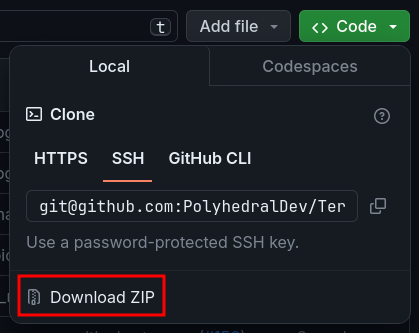 t
Add file
<> Code
Local
Codespaces
Clone
HTTPS
SSH
GitHub CLI
git@github.com:PolyhedralDev/Ter
Use a password-protected SSH key.
Download ZIP